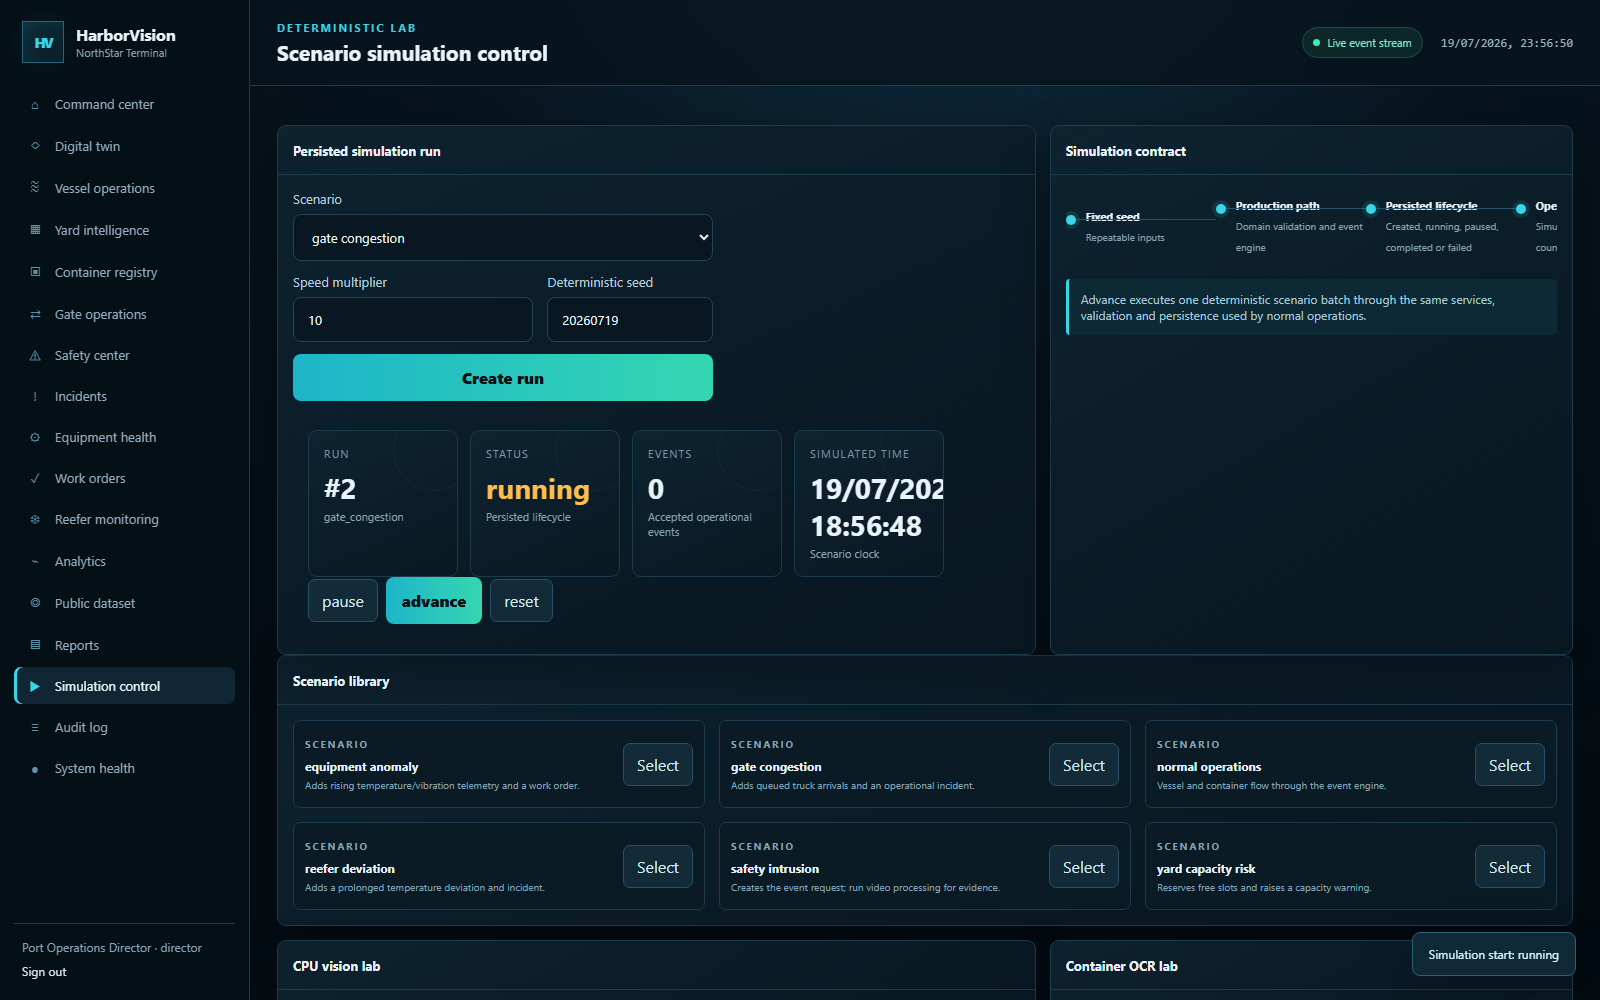 HV
HarborVision
NorthStar Terminal
Command center
Digital twin
Vessel operations
Yard intelligence
Container registry
Gate operations
Safety center
Incidents
Equipment health
Work orders
Reefer monitoring
Analytics
Public dataset
Reports
Simulation control
Audit log
System health
Port Operations Director · director
Sign out
DETERMINISTIC LAB
Scenario simulation control
Live event stream
19/07/2026, 23:56:50
Persisted simulation run
Scenario
gate congestion
Speed multiplier
Deterministic seed
10
20260719
Create run
RUN
#2
gate_congestion
STATUS
running
Persisted lifecycle
EVENTS
0
Accepted operational
events
SIMULATED TIME
19/07/202
18:56:48
Scenario clock
pause
advance
reset
Simulation contract
Fixed seed
Repeatable inputs
Production path
Domain validation and event
engine
Persisted lifecycle
Created, running, paused,
completed or failed
Ope
Simu
coun
Advance executes one deterministic scenario batch through the same services,
validation and persistence used by normal operations.
Scenario library
SCENARIO
equipment anomaly
Adds rising temperature/vibration telemetry and a work order.
Select
SCENARIO
gate congestion
Adds queued truck arrivals and an operational incident.
Select
SCENARIO
normal operations
Vessel and container flow through the event engine.
Select
SCENARIO
reefer deviation
Adds a prolonged temperature deviation and incident.
Select
SCENARIO
safety intrusion
Creates the event request; run video processing for evidence.
Select
SCENARIO
yard capacity risk
Reserves free slots and raises a capacity warning.
Select
CPU vision lab
Container OCR lab
Simulation start: running